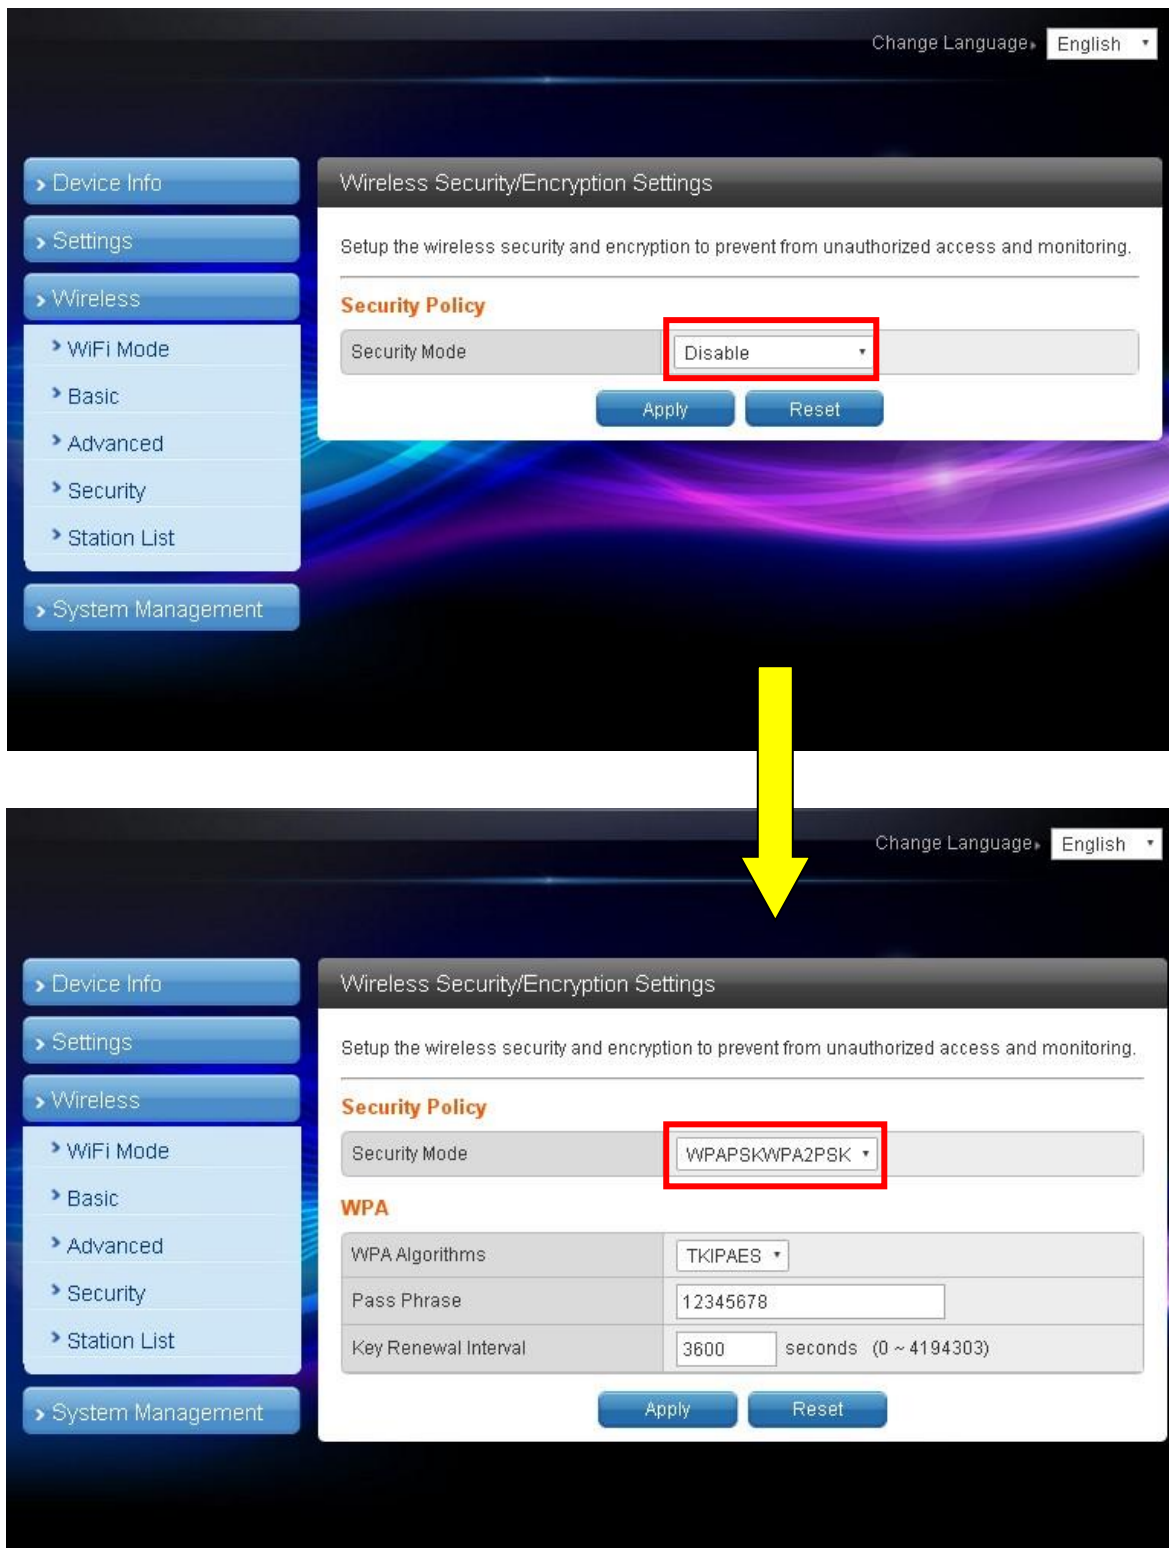 Change Language English
Device Info
Settings
Wireless
WiFi Mode
Basic
Advanced
Security
Station List
System Management
Wireless Security/Encryption Settings
Setup the wireless security and encryption to prevent from unauthorized access and monitoring.
Security Policy
Security Mode Disable
Apply Reset
Change Language English
Device Info
Settings
Wireless
WiFi Mode
Basic
Advanced
Security
Station List
System Management
Wireless Security/Encryption Settings
Setup the wireless security and encryption to prevent from unauthorized access and monitoring.
Security Policy
Security Mode WPAPSKWPA2PSK
WPA
WPA Algorithms TKIPAES
Pass Phrase 12345678
Key Renewal Interval 3600 seconds (0 ~ 4194303)
Apply Reset